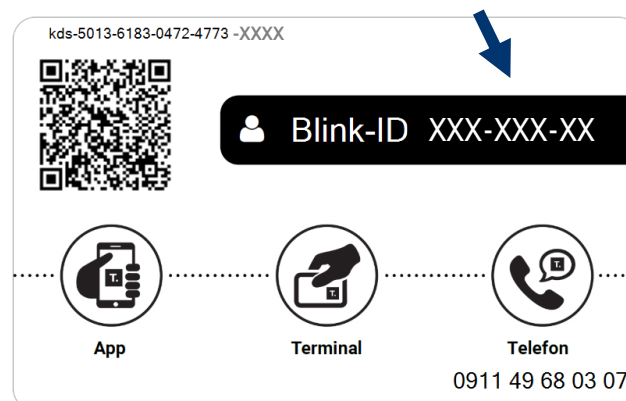 kds-5013-6183-0472-4773 -XXXX
Blink-ID XXX-XXX-XX
T.
T.
T.
App
Terminal
Telefon
0911 49 68 03 07